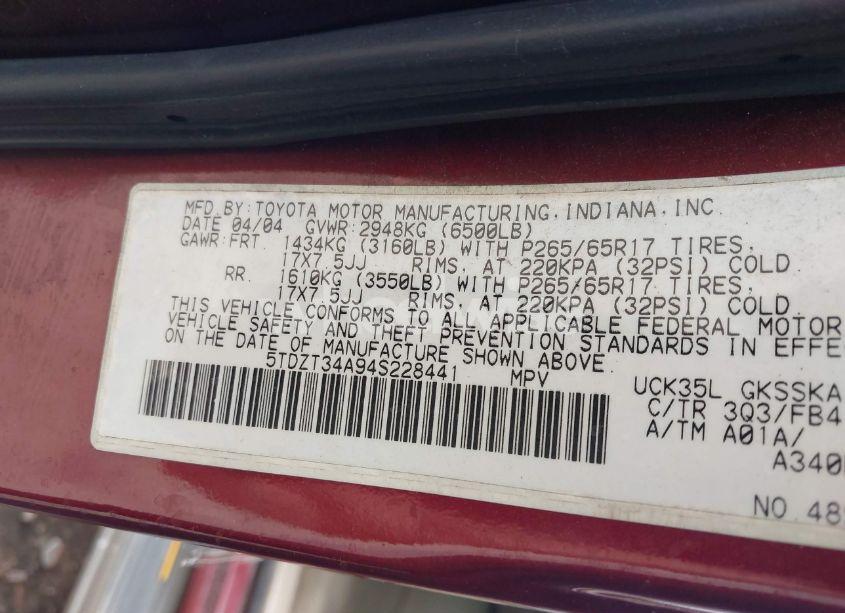 MFD. BY: TOYOTA MOTOR MANUFACTURING, INDIANA, INC.
DATE 04/04 GVWR: 2948KG (6500LB)
GAWR: FRT. 1434KG (3160LB) WITH P265/65R17 TIRES,
17X7.5JJ RIMS, AT 220KPA (32PSI) COLD.
RR. 1610KG (3550LB) WITH P265/65R17 TIRES,
17X7.5JJ RIMS, AT 220KPA (32PSI) COLD.
THIS VEHICLE CONFORMS TO ALL APPLICABLE FEDERAL MOTOR
VEHICLE SAFETY AND THEFT PREVENTION STANDARDS IN EFFE
ON THE DATE OF MANUFACTURE SHOWN ABOVE.
5TDZT34A94S228441 MPV
UCK35L GKSSKA
C/TR 3Q3/FB4
A/TM A01A/
A340
NO. 48